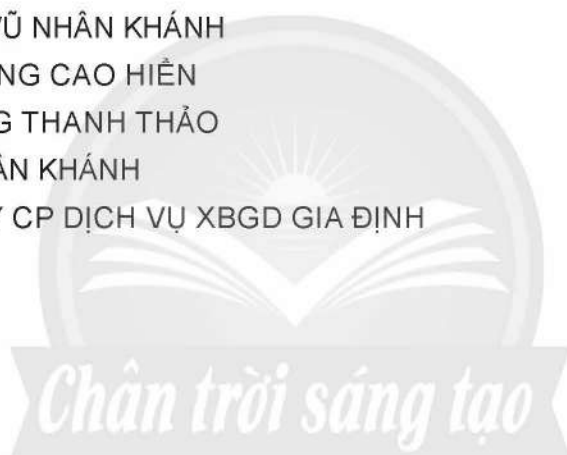 VŨ NHÂN KHÁNH
NG CAO HIỀN
G THANH THẢO
ÂN KHÁNH
CP DỊCH VỤ XBGD GIA ĐỊNH
Chân trời sáng tạo